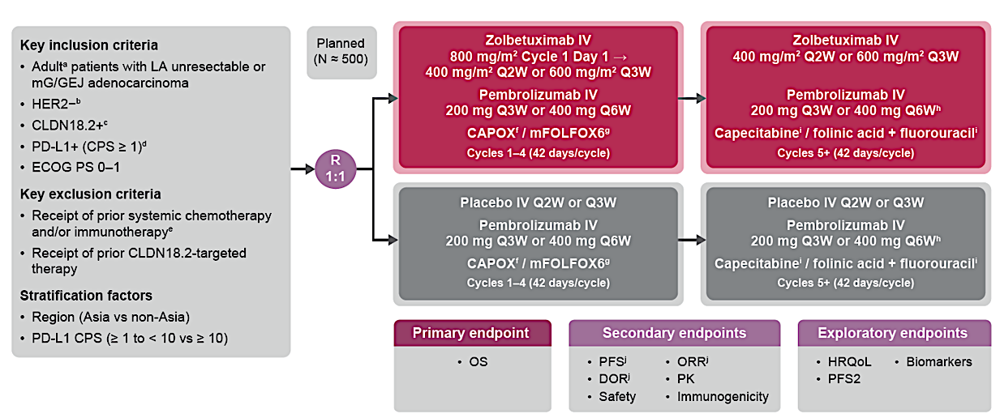 Key inclusion criteria
• Adultᵃ patients with LA unresectable or
mG/GEJ adenocarcinoma
• HER2−ᵇ
• CLDN18.2+ᶜ
• PD-L1+ (CPS ≥ 1)ᵈ
• ECOG PS 0–1
Key exclusion criteria
• Receipt of prior systemic chemotherapy
and/or immunotherapyᵉ
• Receipt of prior CLDN18.2-targeted
therapy
Stratification factors
• Region (Asia vs non-Asia)
• PD-L1 CPS (≥ 1 to < 10 vs ≥ 10)
Planned
(N ≈ 500)
R
1:1
Zolbetuximab IV
800 mg/m² Cycle 1 Day 1 →
400 mg/m² Q2W or 600 mg/m² Q3W
Pembrolizumab IV
200 mg Q3W or 400 mg Q6W
CAPOXᶠ / mFOLFOX6ᵍ
Cycles 1–4 (42 days/cycle)
Zolbetuximab IV
400 mg/m² Q2W or 600 mg/m² Q3W
Pembrolizumab IV
200 mg Q3W or 400 mg Q6Wʰ
Capecitabineⁱ / folinic acid + fluorouracilⁱ
Cycles 5+ (42 days/cycle)
Placebo IV Q2W or Q3W
Pembrolizumab IV
200 mg Q3W or 400 mg Q6W
CAPOXᶠ / mFOLFOX6ᵍ
Cycles 1–4 (42 days/cycle)
Placebo IV Q2W or Q3W
Pembrolizumab IV
200 mg Q3W or 400 mg Q6Wʰ
Capecitabineⁱ / folinic acid + fluorouracilⁱ
Cycles 5+ (42 days/cycle)
Primary endpoint
• OS
Secondary endpoints
• PFSʲ
• DORʲ
• Safety
• ORRʲ
• PK
• Immunogenicity
Exploratory endpoints
• HRQoL
• PFS2
• Biomarkers